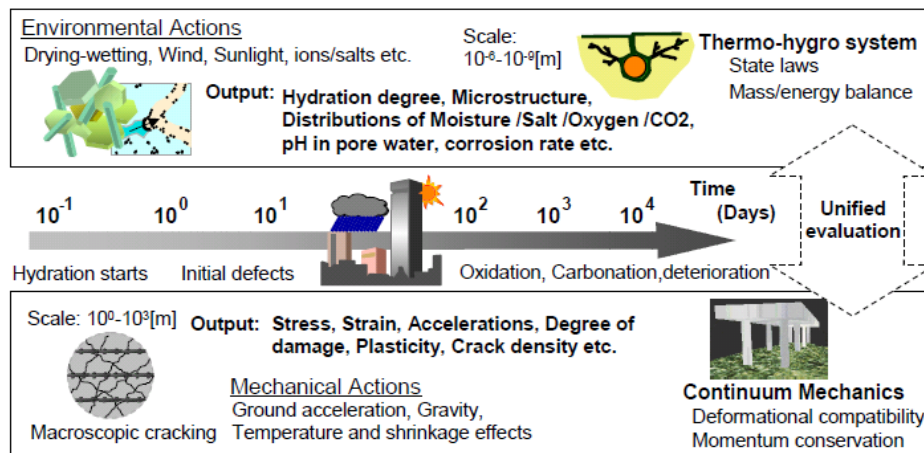 Environmental Actions
Drying-wetting, Wind, Sunlight, ions/salts etc.
Scale:
10⁻⁶-10⁻⁹[m]
Thermo-hygro system
State laws
Mass/energy balance
Output: Hydration degree, Microstructure,
Distributions of Moisture /Salt /Oxygen /CO2,
pH in pore water, corrosion rate etc.
10⁻¹ 10⁰ 10¹ 10² 10³ 10⁴ Time
(Days)
Unified
evaluation
Hydration starts Initial defects Oxidation, Carbonation,deterioration
Scale: 10⁰-10³[m]
Output: Stress, Strain, Accelerations, Degree of
damage, Plasticity, Crack density etc.
Mechanical Actions
Ground acceleration, Gravity,
Temperature and shrinkage effects
Macroscopic cracking
Continuum Mechanics
Deformational compatibility
Momentum conservation